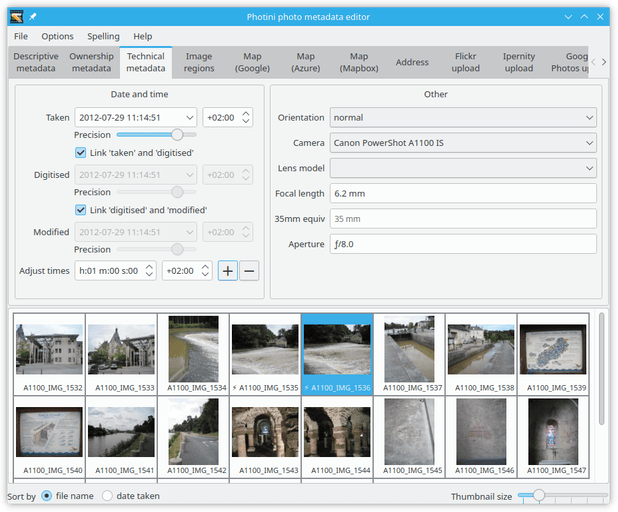 Photini photo metadata editor
File Options Spelling Help
Descriptive metadata
Ownership metadata
Technical metadata
Image regions
Map (Google)
Map (Azure)
Map (Mapbox)
Address
Flickr upload
Ipernity upload
Goog
Photos u
Date and time
Taken 2012-07-29 11:14:51 +02:00
Precision
Link 'taken' and 'digitised'
Digitised 2012-07-29 11:14:51 +02:00
Precision
Link 'digitised' and 'modified'
Modified 2012-07-29 11:14:51 +02:00
Precision
Adjust times h:01 m:00 s:00 +02:00
Other
Orientation normal
Camera Canon PowerShot A1100 IS
Lens model
Focal length 6.2 mm
35mm equiv 35 mm
Aperture ƒ/8.0
A1100_IMG_1532 A1100_IMG_1533 A1100_IMG_1534 ⚡ A1100_IMG_1535 ⚡ A1100_IMG_1536 A1100_IMG_1537 A1100_IMG_1538 A1100_IMG_1539
A1100_IMG_1540 A1100_IMG_1541 A1100_IMG_1542 A1100_IMG_1543 A1100_IMG_1544 A1100_IMG_1545 A1100_IMG_1546 A1100_IMG_1547
Sort by file name date taken Thumbnail size